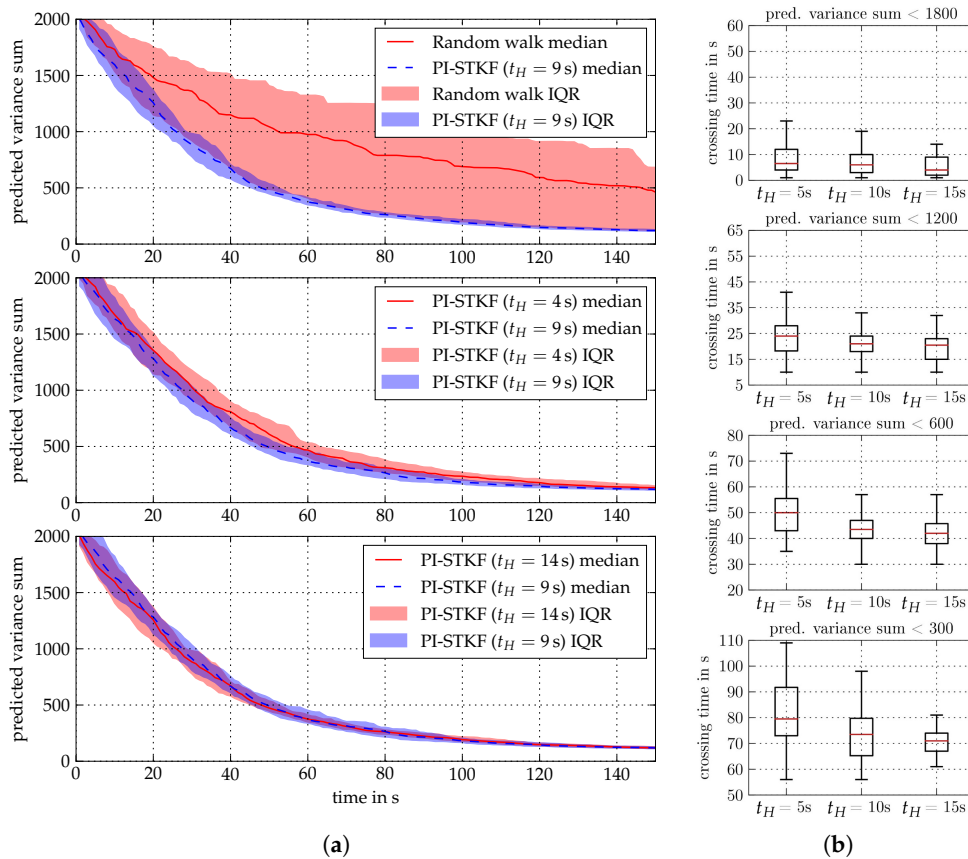 2000
1500
1000
500
0
predicted variance sum
0 20 40 60 80 100 120 140
Random walk median
PI-STKF (t_H = 9 s) median
Random walk IQR
PI-STKF (t_H = 9 s) IQR
2000
1500
1000
500
0
predicted variance sum
0 20 40 60 80 100 120 140
PI-STKF (t_H = 4 s) median
PI-STKF (t_H = 9 s) median
PI-STKF (t_H = 4 s) IQR
PI-STKF (t_H = 9 s) IQR
2000
1500
1000
500
0
predicted variance sum
0 20 40 60 80 100 120 140
time in s
PI-STKF (t_H = 14 s) median
PI-STKF (t_H = 9 s) median
PI-STKF (t_H = 14 s) IQR
PI-STKF (t_H = 9 s) IQR
(a)
pred. variance sum < 1800
60
50
40
30
20
10
0
crossing time in s
t_H = 5s t_H = 10s t_H = 15s
pred. variance sum < 1200
65
55
45
35
25
15
5
crossing time in s
t_H = 5s t_H = 10s t_H = 15s
pred. variance sum < 600
80
70
60
50
40
30
20
crossing time in s
t_H = 5s t_H = 10s t_H = 15s
pred. variance sum < 300
110
100
90
80
70
60
50
crossing time in s
t_H = 5s t_H = 10s t_H = 15s
(b)